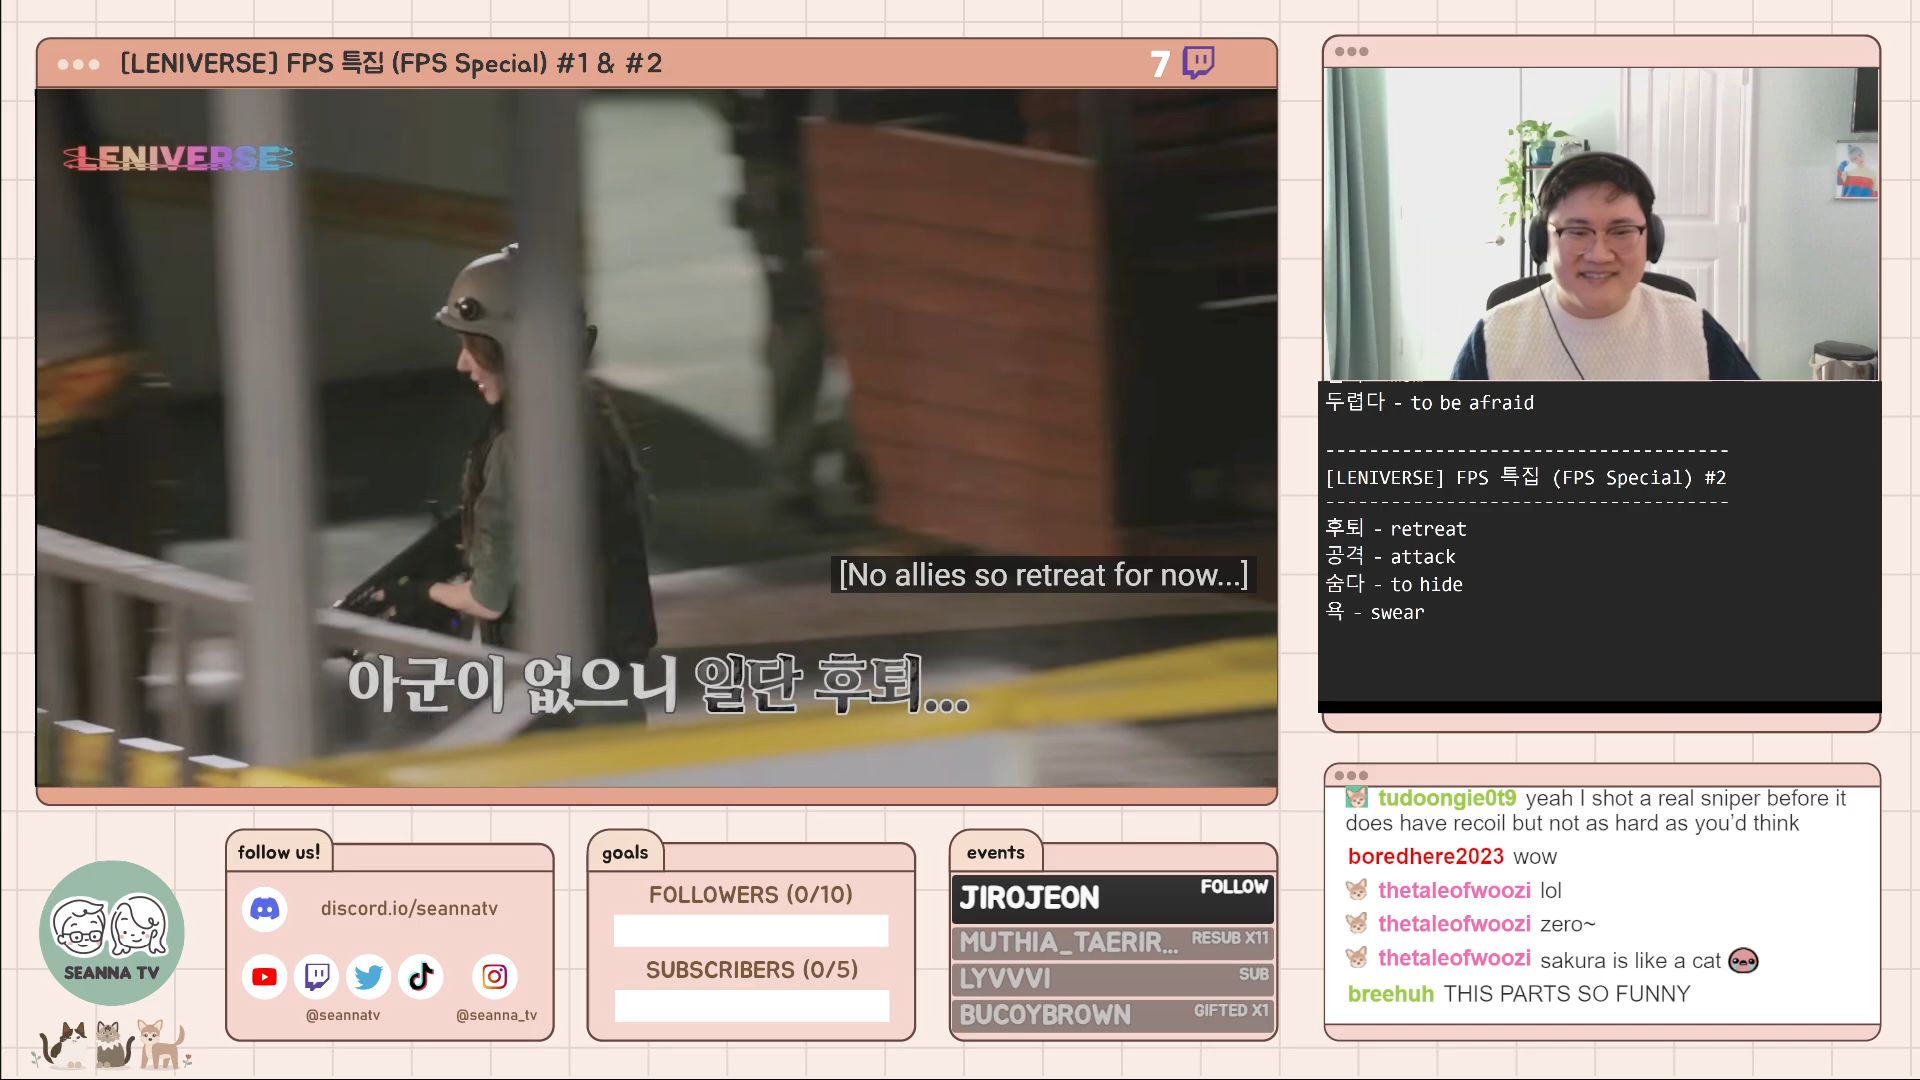 [LENIVERSE] FPS 특집 (FPS Special) #1 & #2
7
LENIVERSE
[No allies so retreat for now...]
아군이 없으니 일단 후퇴...
두렵다 - to be afraid
-----------------------------------
[LENIVERSE] FPS 특집 (FPS Special) #2
-----------------------------------
후퇴 - retreat
공격 - attack
숨다 - to hide
욕 - swear
tudoongie0t9 yeah I shot a real sniper before it
does have recoil but not as hard as you'd think
boredhere2023 wow
thetaleofwoozi lol
thetaleofwoozi zero~
thetaleofwoozi sakura is like a cat
breehuh THIS PARTS SO FUNNY
SEANNA TV
follow us!
discord.io/seannatv
@seannatv
@seanna_tv
goals
FOLLOWERS (0/10)
SUBSCRIBERS (0/5)
events
JIROJEON FOLLOW
MUTHIA_TAERIR... RESUB X11
LYVVVI SUB
BUCOYBROWN GIFTED X1